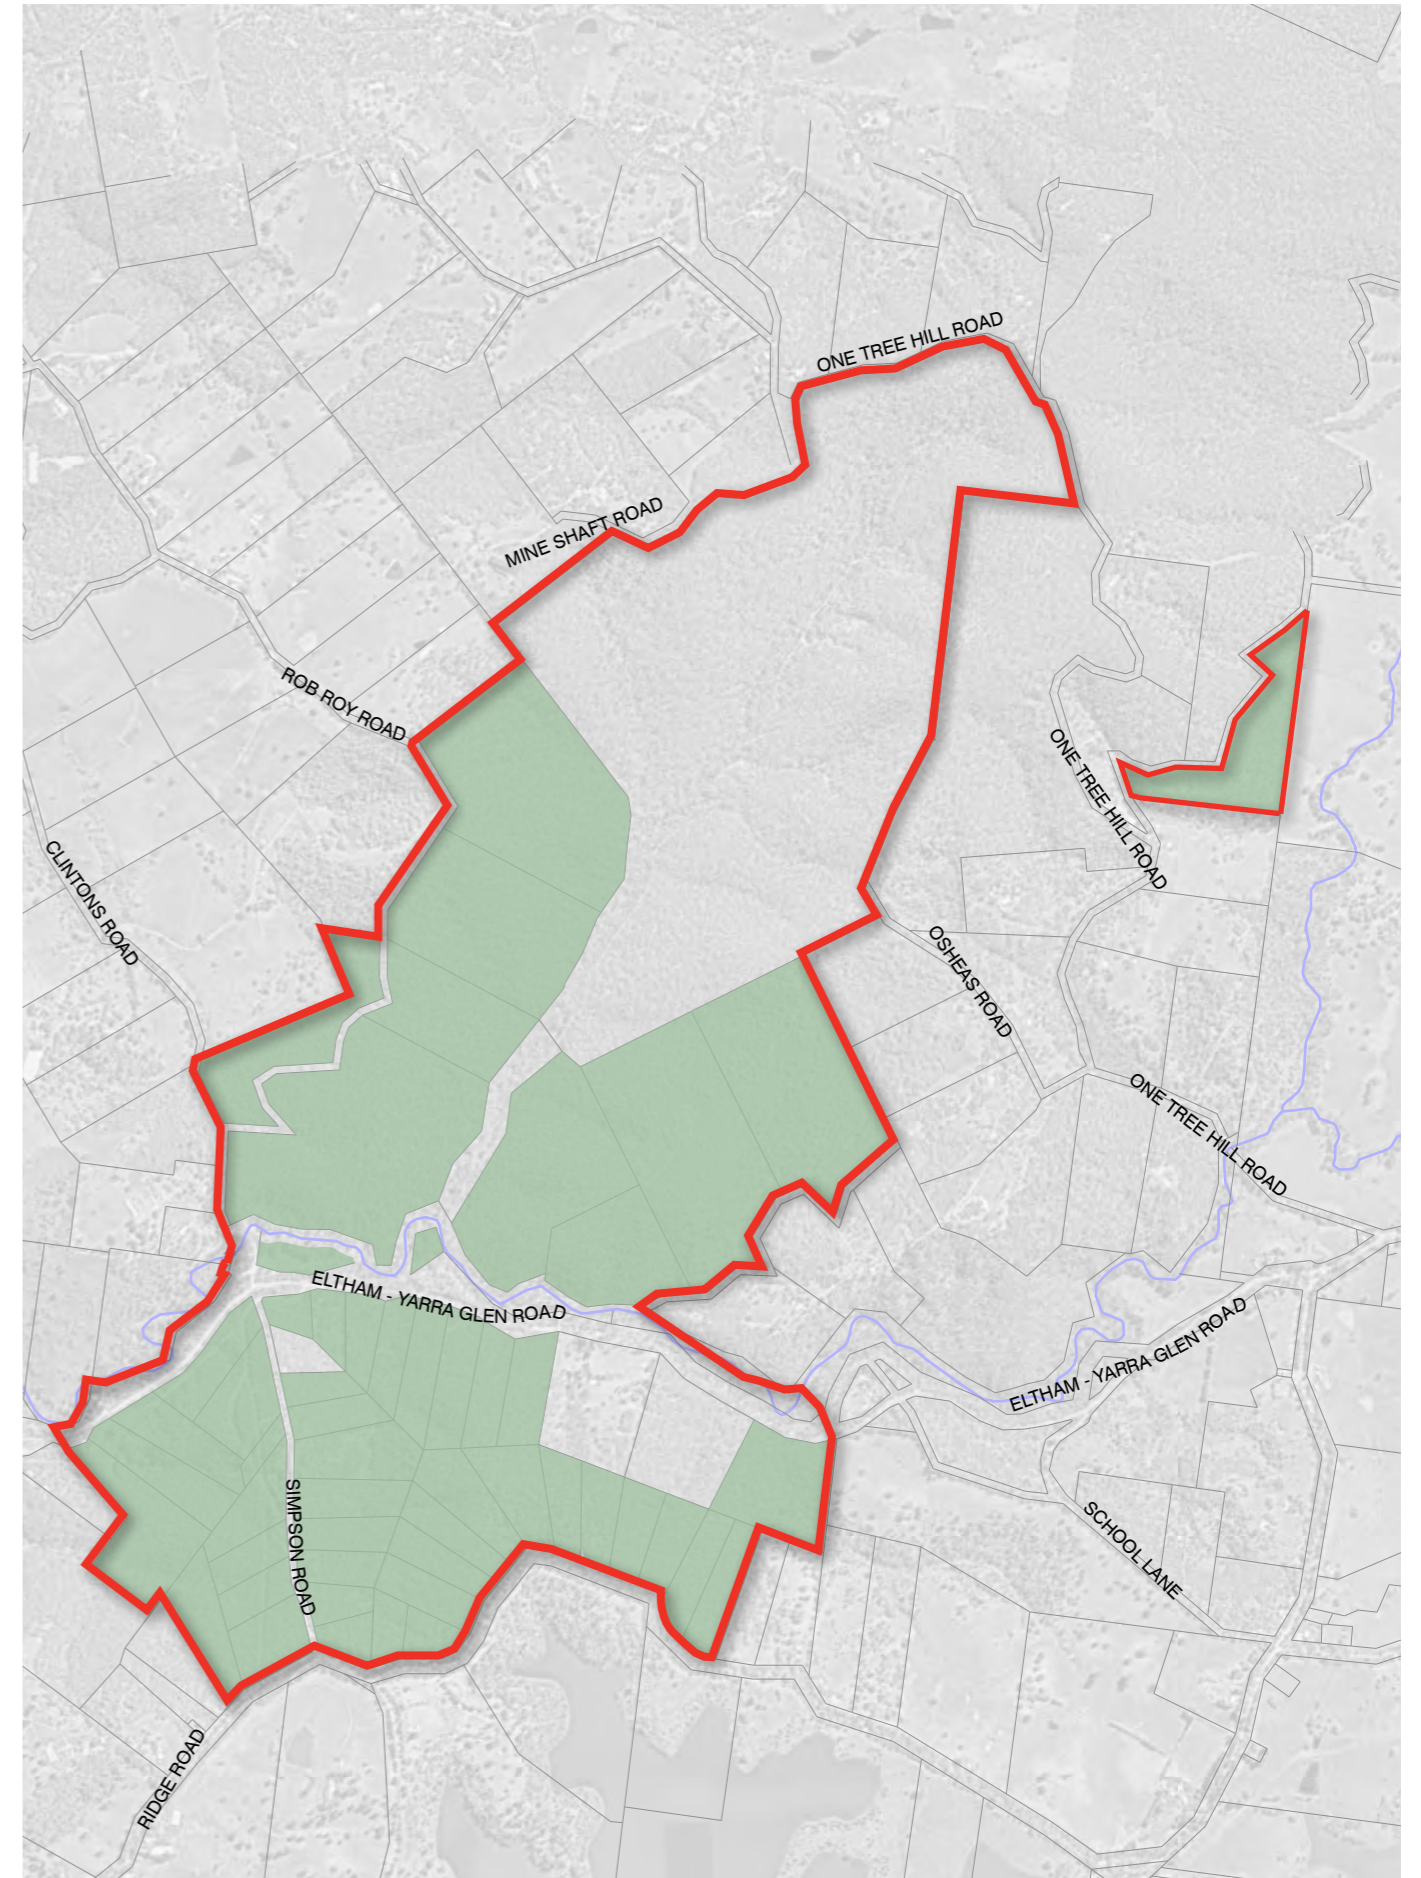 ONE TREE HILL ROAD
MINE SHAFT ROAD
ROB ROY ROAD
ONE TREE HILL ROAD
CLINTONS ROAD
OSHEAS ROAD
ONE TREE HILL ROAD
ELTHAM - YARRA GLEN ROAD
ELTHAM - YARRA GLEN ROAD
SIMPSON ROAD
SCHOOL LANE
RIDGE ROAD